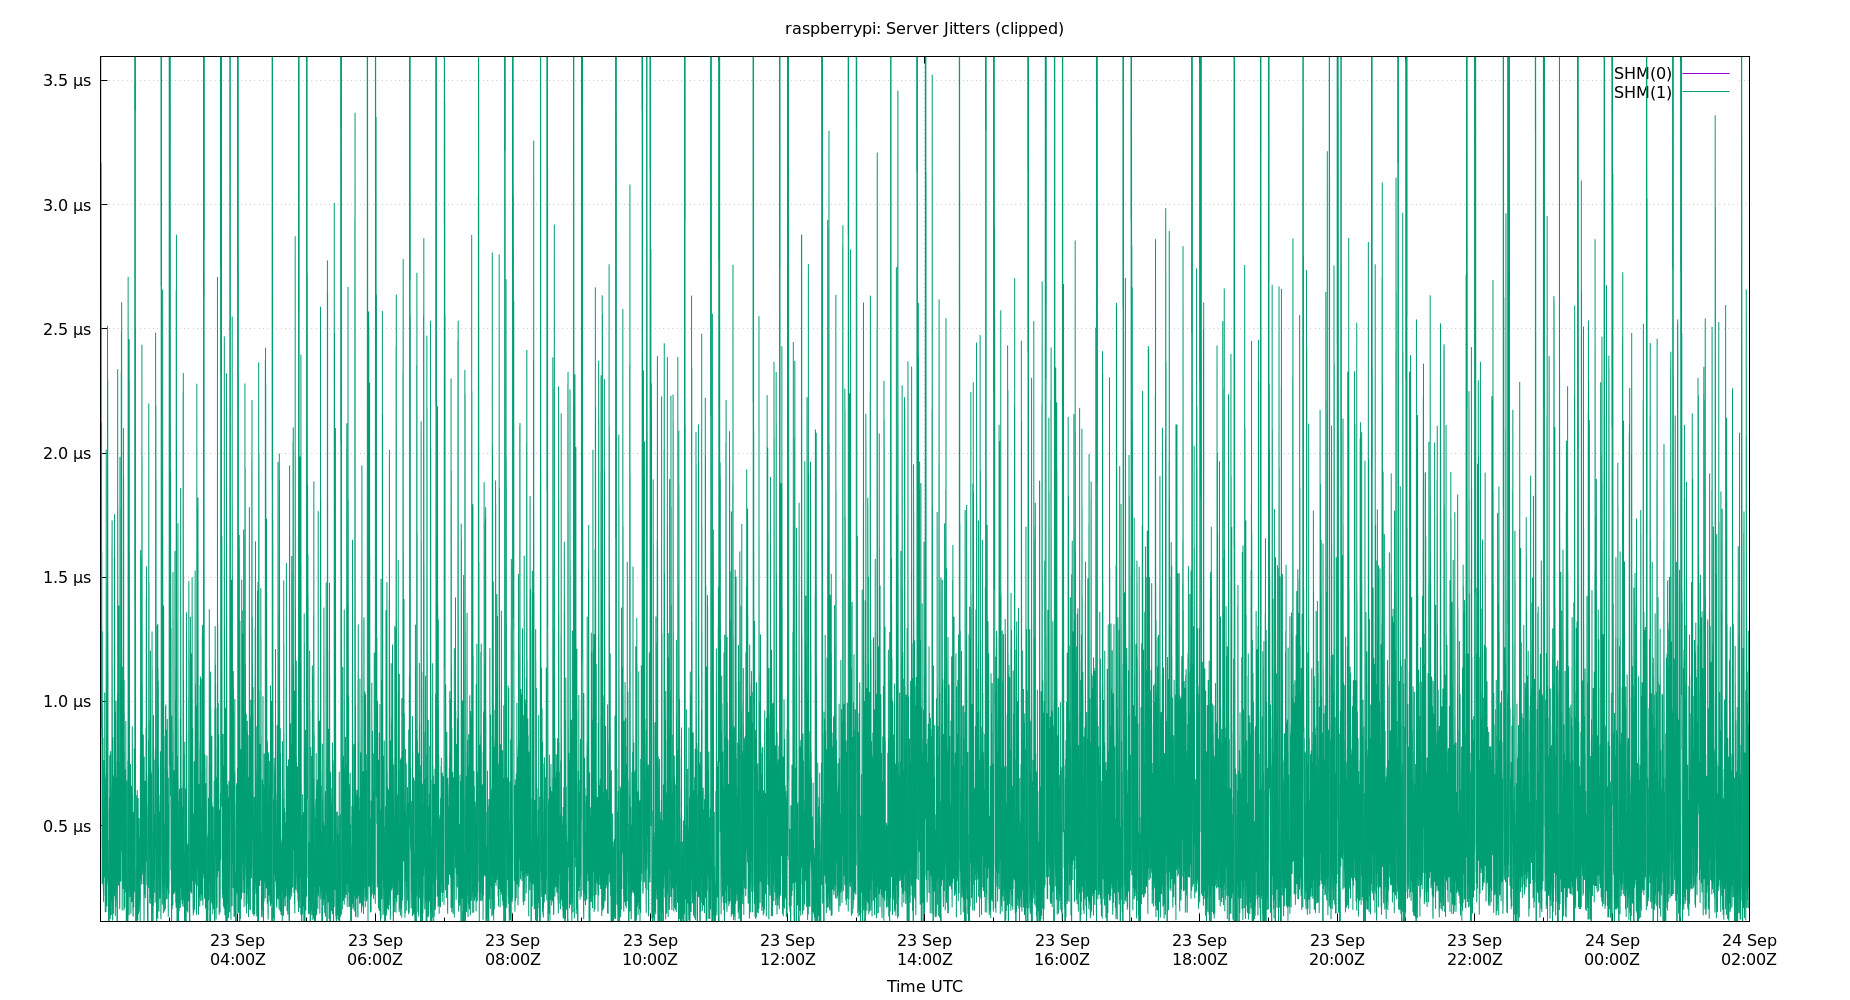 raspberrypi: Server Jitters (clipped)
3.5 μs
3.0 μs
2.5 μs
2.0 μs
1.5 μs
1.0 μs
0.5 μs
SHM(0)
SHM(1)
23 Sep 23 Sep 23 Sep 23 Sep 23 Sep 23 Sep 23 Sep 23 Sep 23 Sep 23 Sep 24 Sep 24 Sep
04:00Z 06:00Z 08:00Z 10:00Z 12:00Z 14:00Z 16:00Z 18:00Z 20:00Z 22:00Z 00:00Z 02:00Z
Time UTC